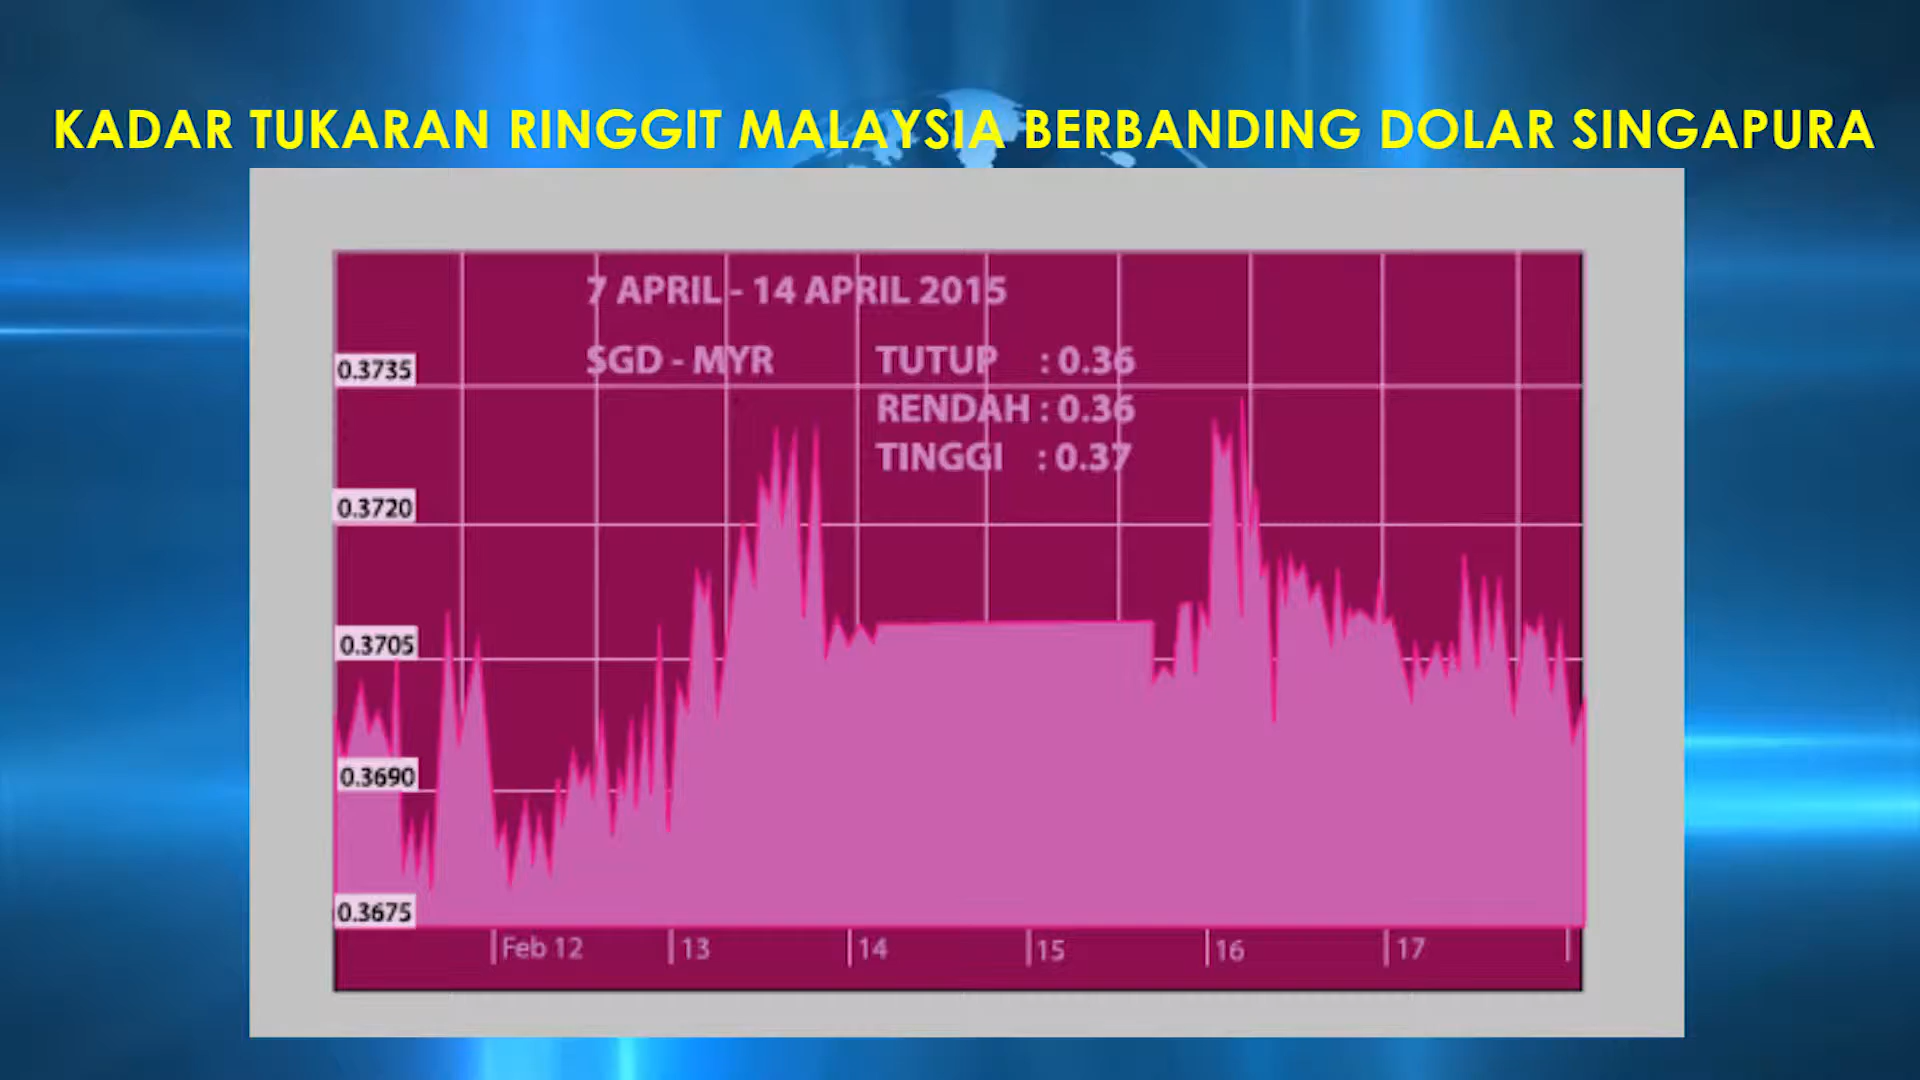 KADAR TUKARAN RINGGIT MALAYSIA BERBANDING DOLAR SINGAPURA
7 APRIL - 14 APRIL 2015
SGD - MYR TUTUP : 0.36
RENDAH : 0.36
TINGGI : 0.37
0.3735
0.3720
0.3705
0.3690
0.3675
Feb 12 13 14 15 16 17